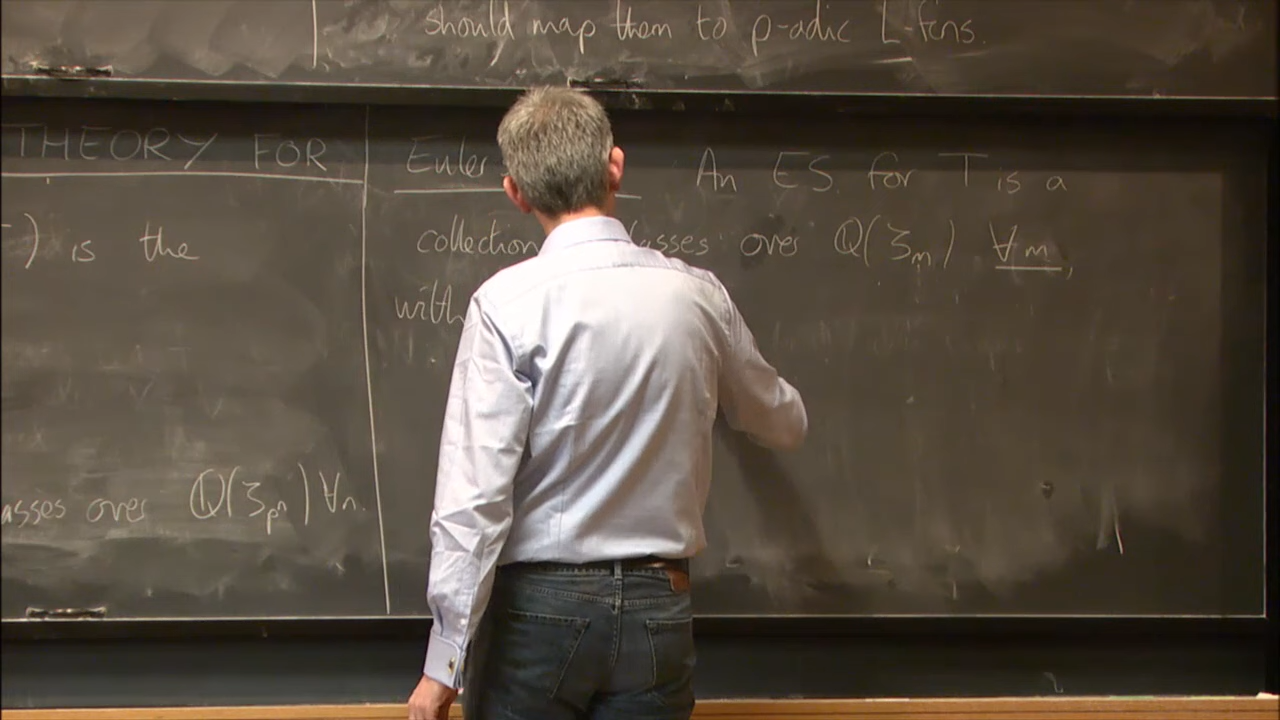 should map them to p-adic L-fcns.
THEORY FOR
) is the
asses over ℚ(ζ_pⁿ) ∀n.
Euler An ES. for T is a
collection asses over ℚ(ζ_m) ∀m,
with